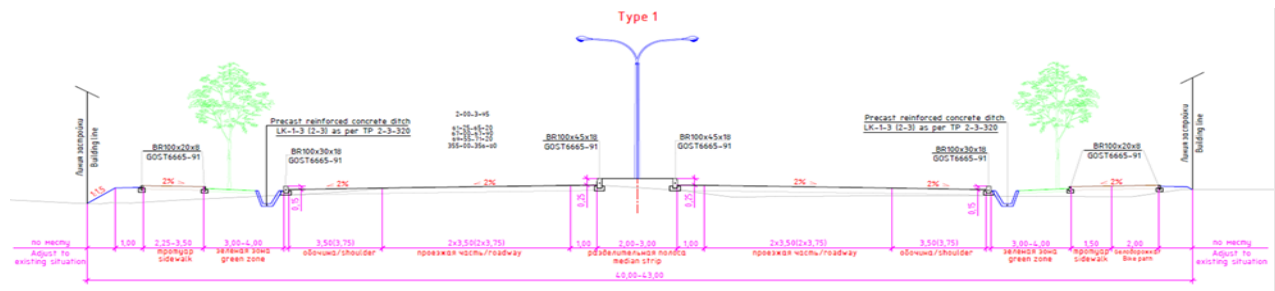 Type 1
Линия застройки
Building line
Precast reinforced concrete ditch
LK-1-3 (2-3) as per TP 2-3-320
BR100x20x8
GOST6665-91
BR100x30x18
GOST6665-91
BR100x45x18
GOST6665-91
BR100x45x18
GOST6665-91
Precast reinforced concrete ditch
LK-1-3 (2-3) as per TP 2-3-320
BR100x30x18
GOST6665-91
BR100x20x8
GOST6665-91
Линия застройки
Building line
1:1.5
2%
2%
2%
2%
2%
2%
0,15
0,25
0,25
0,15
по месту
Adjust to
existing situation
1,00
2,25-3,50
тротуар
sidewalk
3,00-4,00
зеленая зона
green zone
3,50(3,75)
обочина/shoulder
2x3,50(2x3,75)
проезжая часть/roadway
1,00
2,00-3,00
разделительная полоса
median strip
1,00
2x3,50(2x3,75)
проезжая часть/roadway
3,50(3,75)
обочина/shoulder
3,00-4,00
зеленая зона
green zone
1,50
тротуар
sidewalk
2,00
Bike path
по месту
Adjust to
existing situation
40,00-43,00